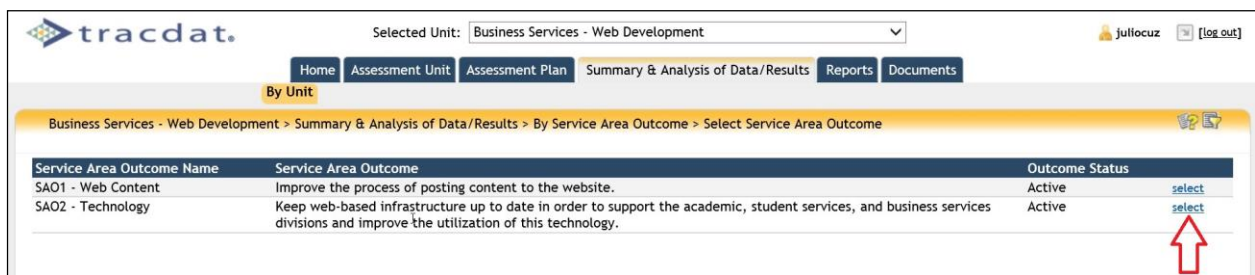 tracdat.
Selected Unit: Business Services - Web Development
juliocuz [log out]
Home Assessment Unit Assessment Plan Summary & Analysis of Data/Results Reports Documents
By Unit
Business Services - Web Development > Summary & Analysis of Data/Results > By Service Area Outcome > Select Service Area Outcome
Service Area Outcome Name Service Area Outcome Outcome Status
SAO1 - Web Content Improve the process of posting content to the website. Active select
SAO2 - Technology Keep web-based infrastructure up to date in order to support the academic, student services, and business services Active select
divisions and improve the utilization of this technology.